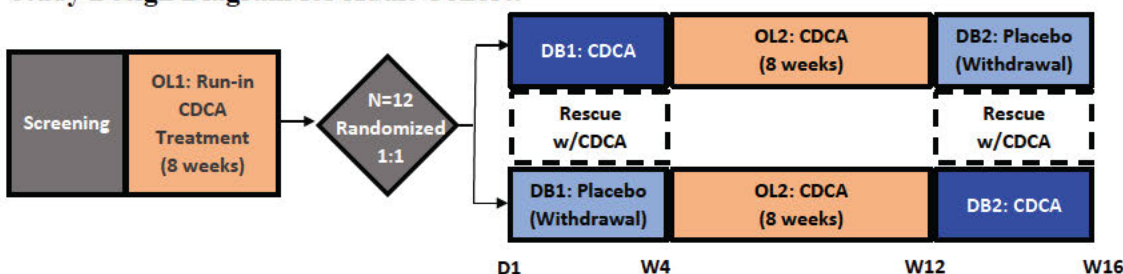 Screening
OL1: Run-in
CDCA
Treatment
(8 weeks)
N=12
Randomized
1:1
DB1: CDCA
OL2: CDCA
(8 weeks)
DB2: Placebo
(Withdrawal)
Rescue
w/CDCA
Rescue
w/CDCA
DB1: Placebo
(Withdrawal)
OL2: CDCA
(8 weeks)
DB2: CDCA
D1
W4
W12
W16